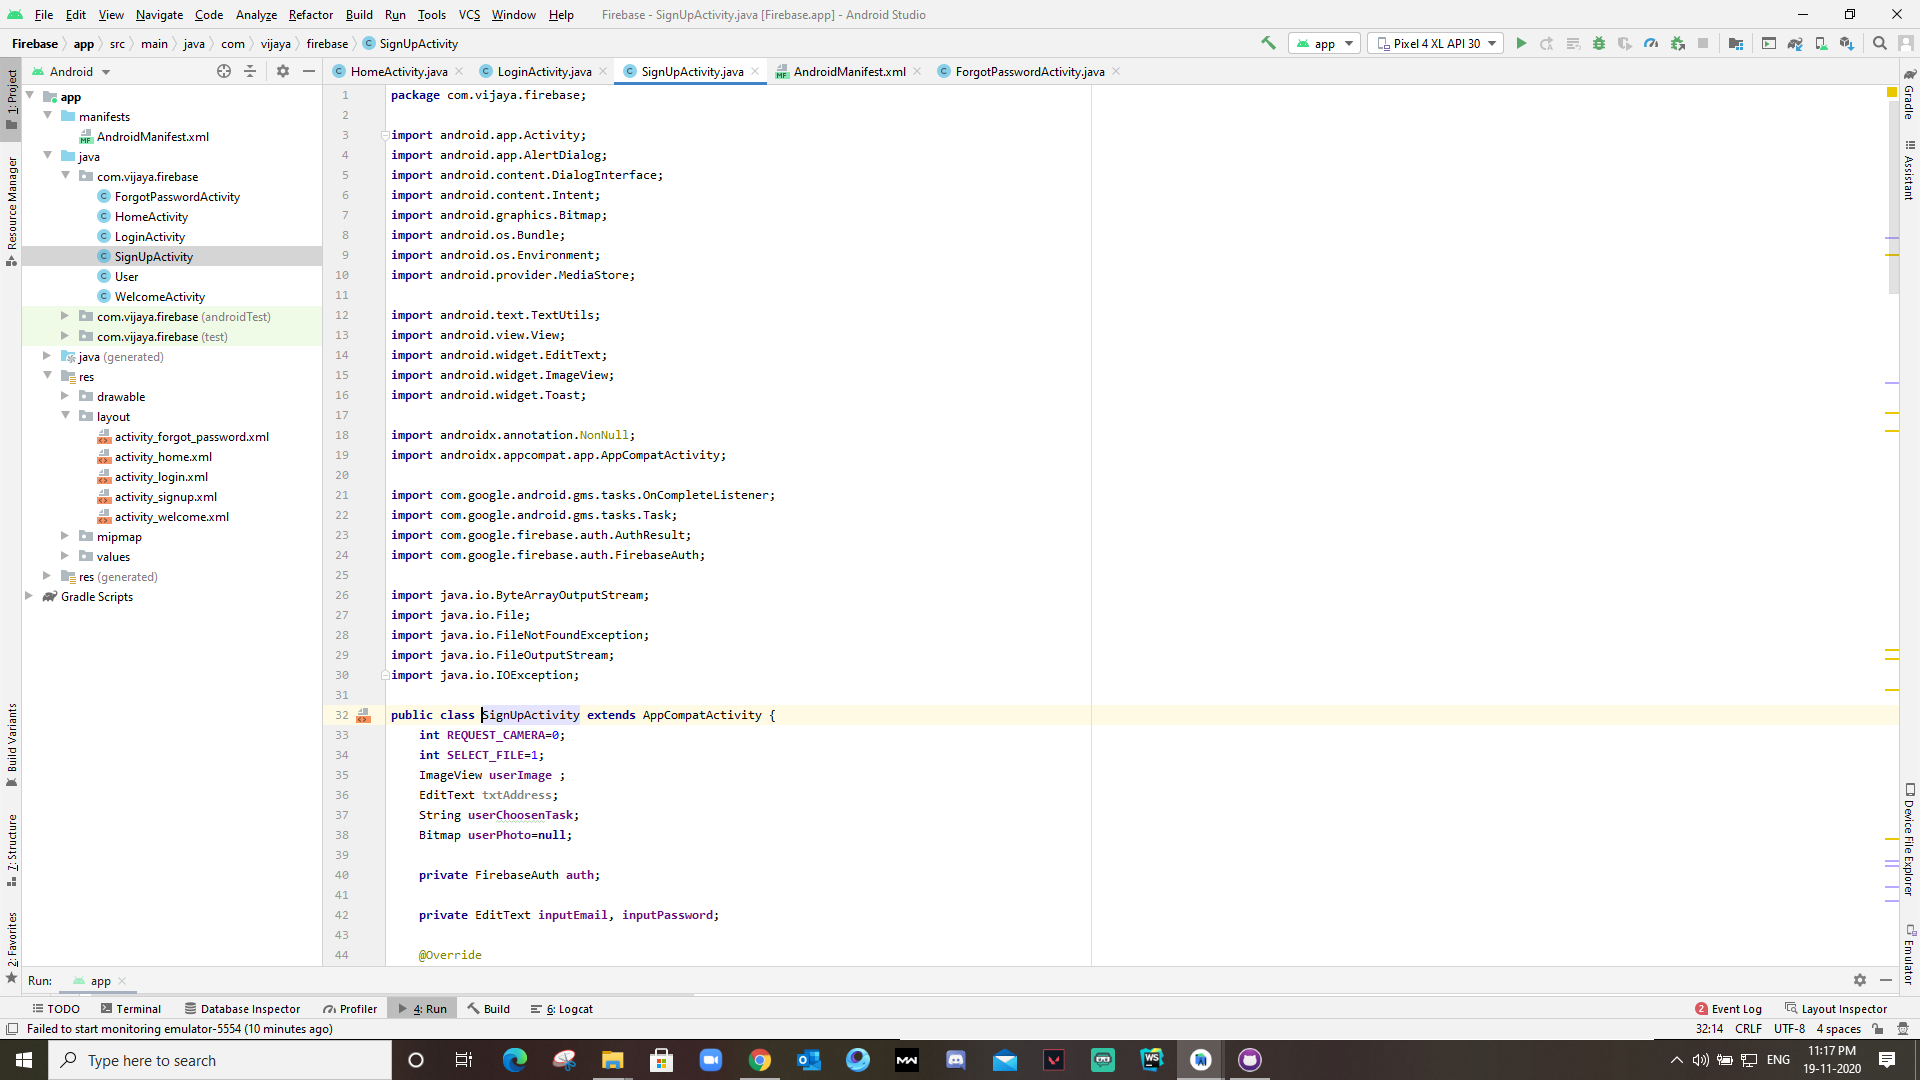 File Edit View Navigate Code Analyze Refactor Build Run Tools VCS Window Help Firebase - SignUpActivity.java [Firebase.app] - Android Studio
Firebase app src main java com vijaya firebase SignUpActivity app Pixel 4 XL API 30
Android HomeActivity.java LoginActivity.java SignUpActivity.java AndroidManifest.xml ForgotPasswordActivity.java
1: Project
Resource Manager
Build Variants
7: Structure
2: Favorites
app
manifests
AndroidManifest.xml
java
com.vijaya.firebase
ForgotPasswordActivity
HomeActivity
LoginActivity
SignUpActivity
User
WelcomeActivity
com.vijaya.firebase (androidTest)
com.vijaya.firebase (test)
java (generated)
res
drawable
layout
activity_forgot_password.xml
activity_home.xml
activity_login.xml
activity_signup.xml
activity_welcome.xml
mipmap
values
res (generated)
Gradle Scripts
1 package com.vijaya.firebase;
2
3 import android.app.Activity;
4 import android.app.AlertDialog;
5 import android.content.DialogInterface;
6 import android.content.Intent;
7 import android.graphics.Bitmap;
8 import android.os.Bundle;
9 import android.os.Environment;
10 import android.provider.MediaStore;
11
12 import android.text.TextUtils;
13 import android.view.View;
14 import android.widget.EditText;
15 import android.widget.ImageView;
16 import android.widget.Toast;
17
18 import androidx.annotation.NonNull;
19 import androidx.appcompat.app.AppCompatActivity;
20
21 import com.google.android.gms.tasks.OnCompleteListener;
22 import com.google.android.gms.tasks.Task;
23 import com.google.firebase.auth.AuthResult;
24 import com.google.firebase.auth.FirebaseAuth;
25
26 import java.io.ByteArrayOutputStream;
27 import java.io.File;
28 import java.io.FileNotFoundException;
29 import java.io.FileOutputStream;
30 import java.io.IOException;
31
32 public class SignUpActivity extends AppCompatActivity {
33 int REQUEST_CAMERA=0;
34 int SELECT_FILE=1;
35 ImageView userImage ;
36 EditText txtAddress;
37 String userChoosenTask;
38 Bitmap userPhoto=null;
39
40 private FirebaseAuth auth;
41
42 private EditText inputEmail, inputPassword;
43
44 @Override
Gradle
Assistant
Device File Explorer
Emulator
Run: app
TODO Terminal Database Inspector Profiler 4: Run Build 6: Logcat 2 Event Log Layout Inspector
Failed to start monitoring emulator-5554 (10 minutes ago) 32:14 CRLF UTF-8 4 spaces
Type here to search ENG 11:17 PM
19-11-2020